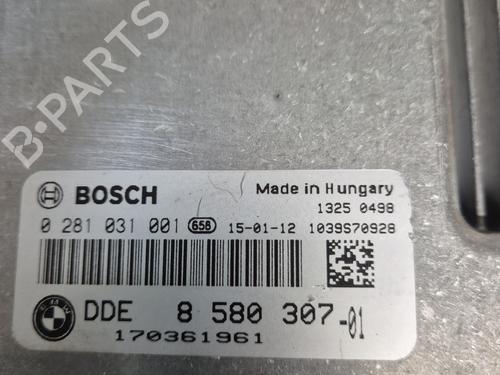 B-PARTS
BOSCH Made in Hungary
1325 0498
0 281 031 001 658 15-01-12 1039S70928
DDE 8 580 307-01
170361961